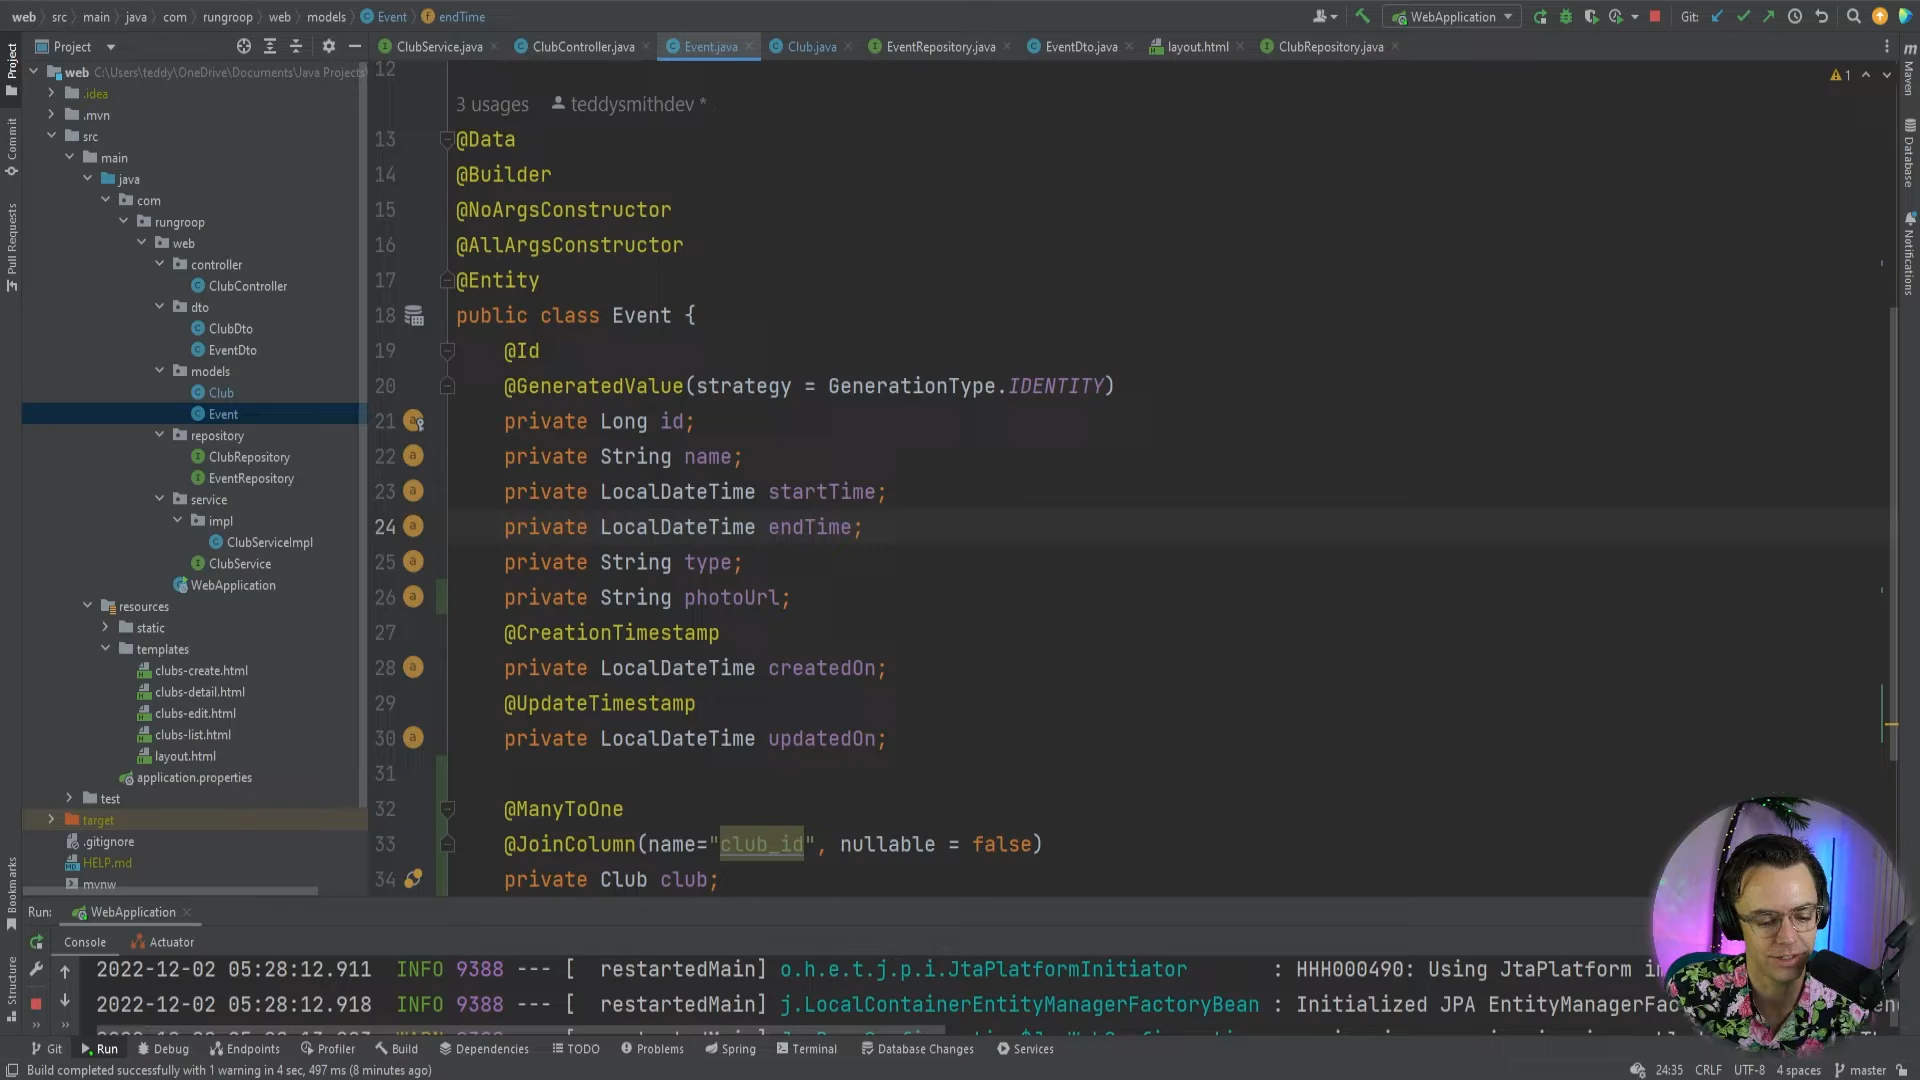 web src main java com rungroop web models Event endTime
WebApplication Git:
Project
ClubService.java ClubController.java Event.java Club.java EventRepository.java EventDto.java layout.html ClubRepository.java
web C:\Users\teddy\OneDrive\Documents\Java Projects
.idea
.mvn
src
main
java
com
rungroop
web
controller
ClubController
dto
ClubDto
EventDto
models
Club
Event
repository
ClubRepository
EventRepository
service
impl
ClubServiceImpl
ClubService
WebApplication
resources
static
templates
clubs-create.html
clubs-detail.html
clubs-edit.html
clubs-list.html
layout.html
application.properties
test
target
.gitignore
HELP.md
mvnw
Project
Commit
Pull Requests
Bookmarks
Structure
12
3 usages teddysmithdev *
13 @Data
14 @Builder
15 @NoArgsConstructor
16 @AllArgsConstructor
17 @Entity
18 public class Event {
19 @Id
20 @GeneratedValue(strategy = GenerationType.IDENTITY)
21 private Long id;
22 private String name;
23 private LocalDateTime startTime;
24 private LocalDateTime endTime;
25 private String type;
26 private String photoUrl;
27 @CreationTimestamp
28 private LocalDateTime createdOn;
29 @UpdateTimestamp
30 private LocalDateTime updatedOn;
31
32 @ManyToOne
33 @JoinColumn(name="club_id", nullable = false)
34 private Club club;
1
m Maven
Database
Notifications
Run: WebApplication
Console Actuator
2022-12-02 05:28:12.911 INFO 9388 --- [ restartedMain] o.h.e.t.j.p.i.JtaPlatformInitiator : HHH000490: Using JtaPlatform
2022-12-02 05:28:12.918 INFO 9388 --- [ restartedMain] j.LocalContainerEntityManagerFactoryBean : Initialized JPA EntityManagerFac
Git Run Debug Endpoints Profiler Build Dependencies TODO Problems Spring Terminal Database Changes Services
Build completed successfully with 1 warning in 4 sec, 497 ms (8 minutes ago)
24:35 CRLF UTF-8 4 spaces master